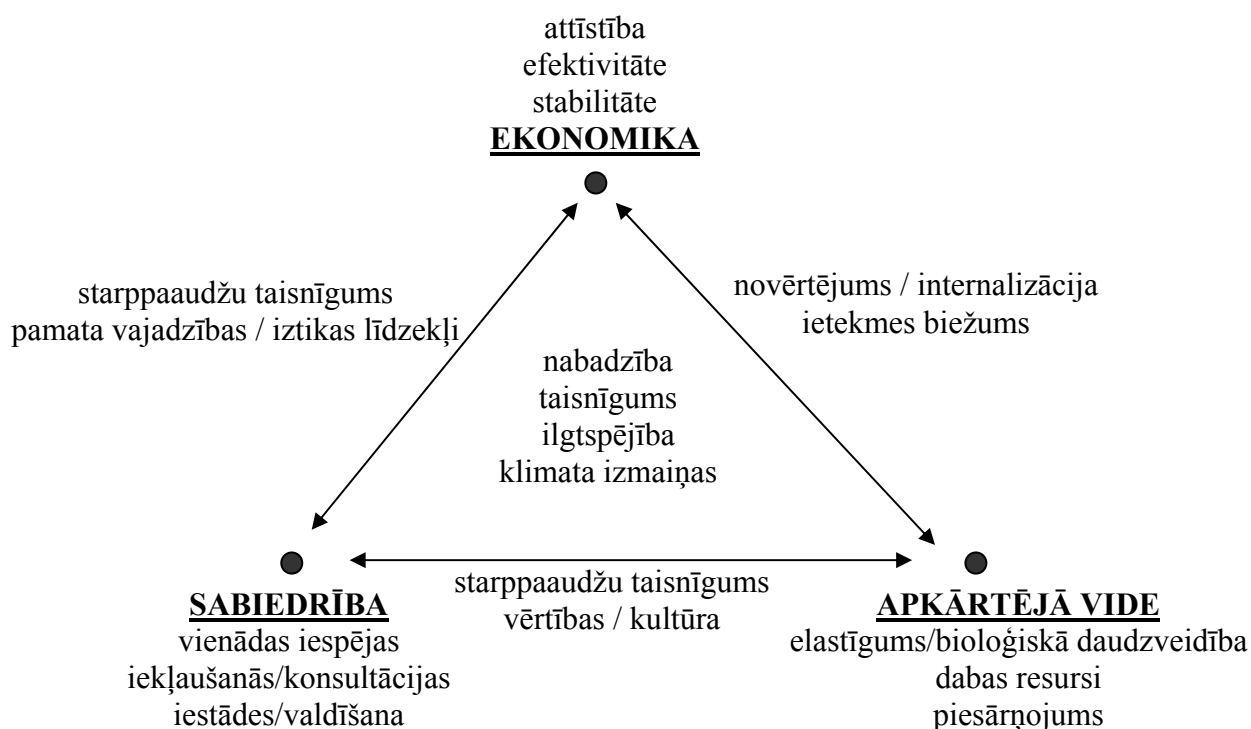 attīstība
efektivitāte
stabilitāte
EKONOMIKA
starppaaudžu taisnīgums
pamata vajadzības / iztikas līdzekļi
novērtējums / internalizācija
ietekmes biežums
nabadzība
taisnīgums
ilgtspējība
klimata izmaiņas
starppaaudžu taisnīgums
vērtības / kultūra
SABIEDRĪBA
vienādas iespējas
iekļaušanās/konsultācijas
iestādes/valdīšana
APKĀRTĒJĀ VIDE
elastīgums/bioloģiskā daudzveidība
dabas resursi
piesārņojums